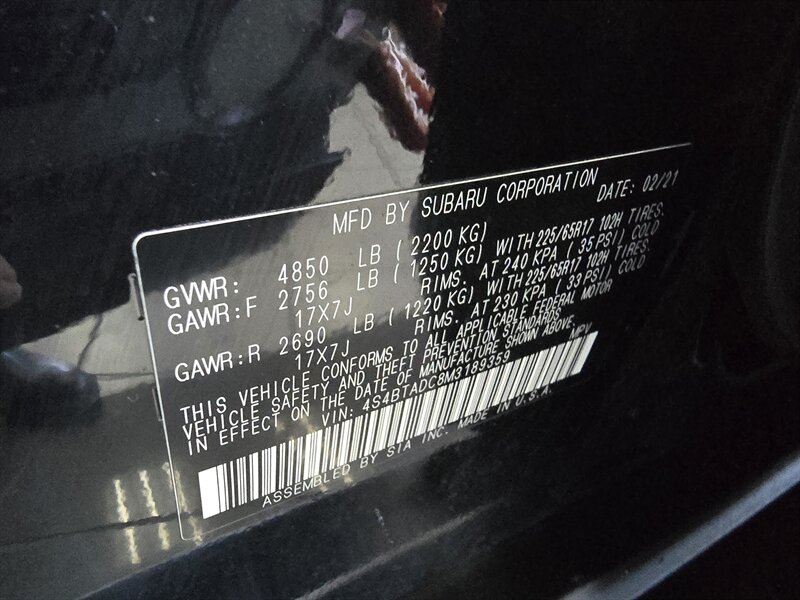 MFD BY SUBARU CORPORATION DATE: 02/21
GVWR: 4850 LB (2200 KG)
GAWR:F 2756 LB (1250 KG) WITH 225/65R17 102H TIRES.
17X7J RIMS. AT 240 KPA (35 PSI) COLD
GAWR:R 2690 LB (1220 KG) WITH 225/65R17 102H TIRES.
17X7J RIMS. AT 230 KPA (33 PSI) COLD
THIS VEHICLE CONFORMS TO ALL APPLICABLE FEDERAL MOTOR
VEHICLE SAFETY AND THEFT PREVENTION STANDARDS
IN EFFECT ON THE DATE OF MANUFACTURE SHOWN ABOVE.
VIN: 4S4BTADC8M3189359 MPV
ASSEMBLED BY SIA INC. MADE IN U.S.A.